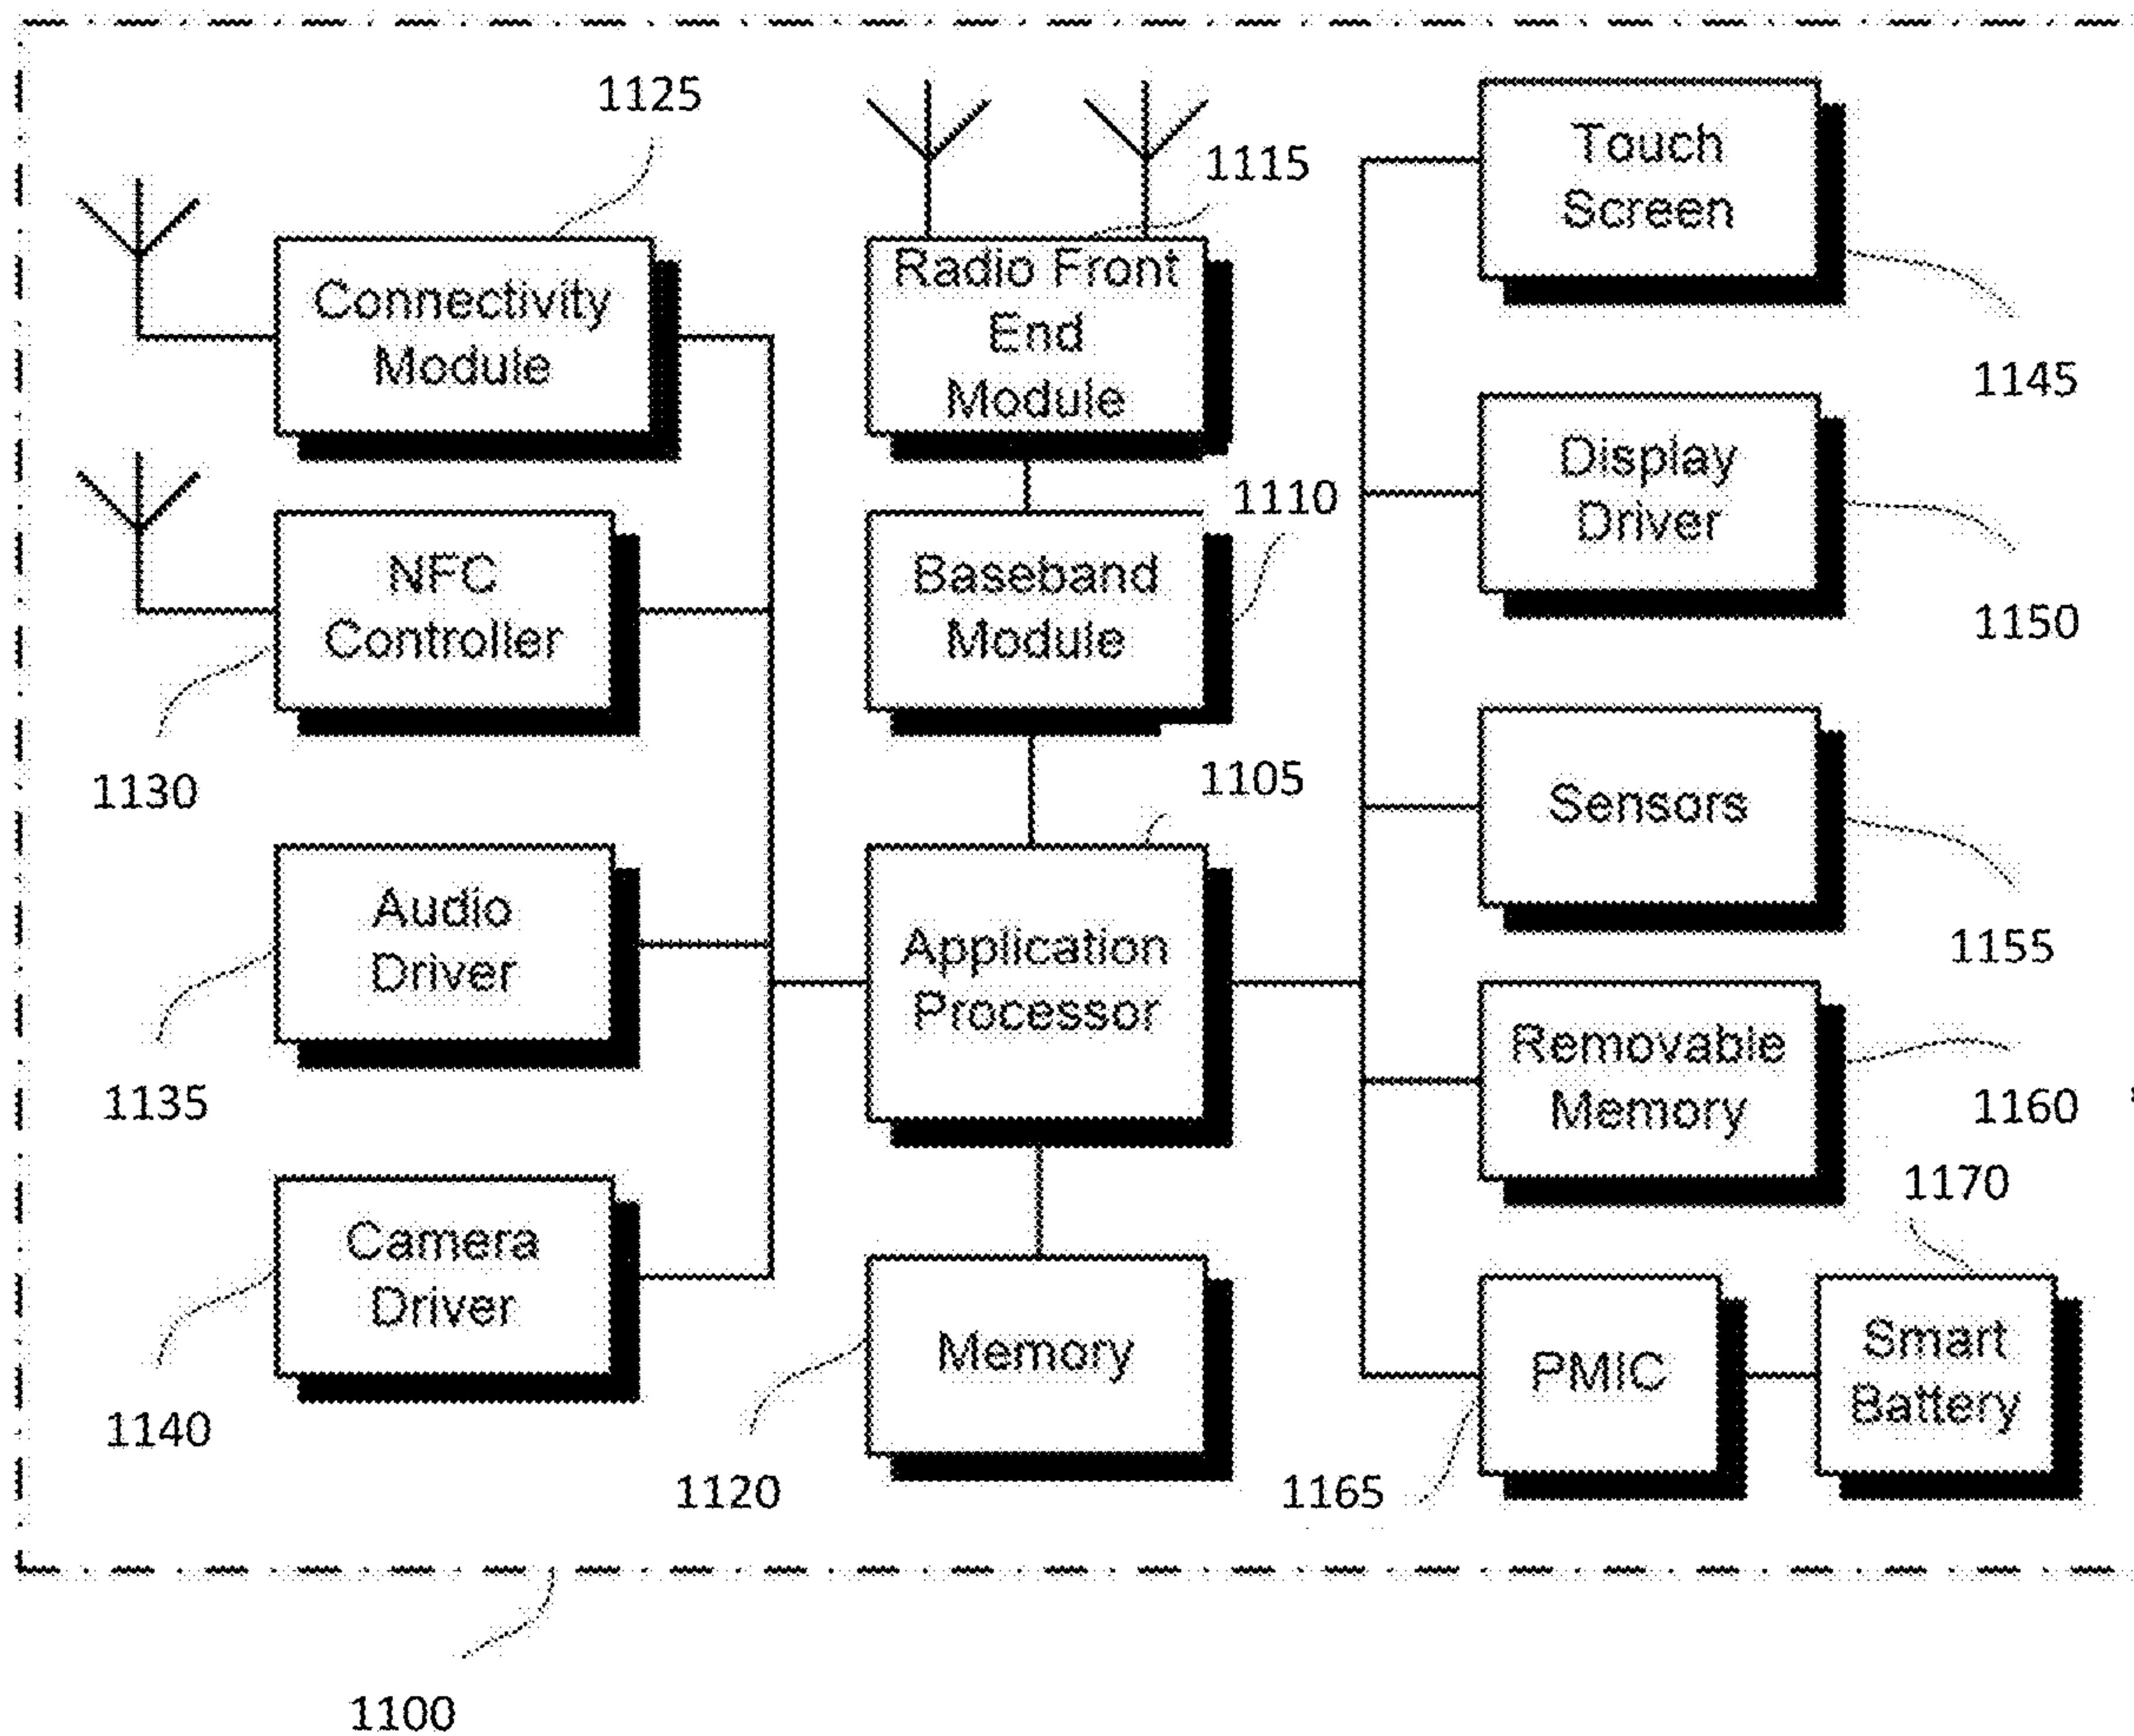 1125
1115
Touch
Screen
Connectivity
Module
Radio Front
End
Module
1145
Display
Driver
1110
NFC
Controller
Baseband
Module
1150
1130
1105
Sensors
Audio
Driver
Application
Processor
1155
Removable
Memory
1135
1160
1170
Camera
Driver
Memory
PMIC
Smart
Battery
1140
1120
1165
1100